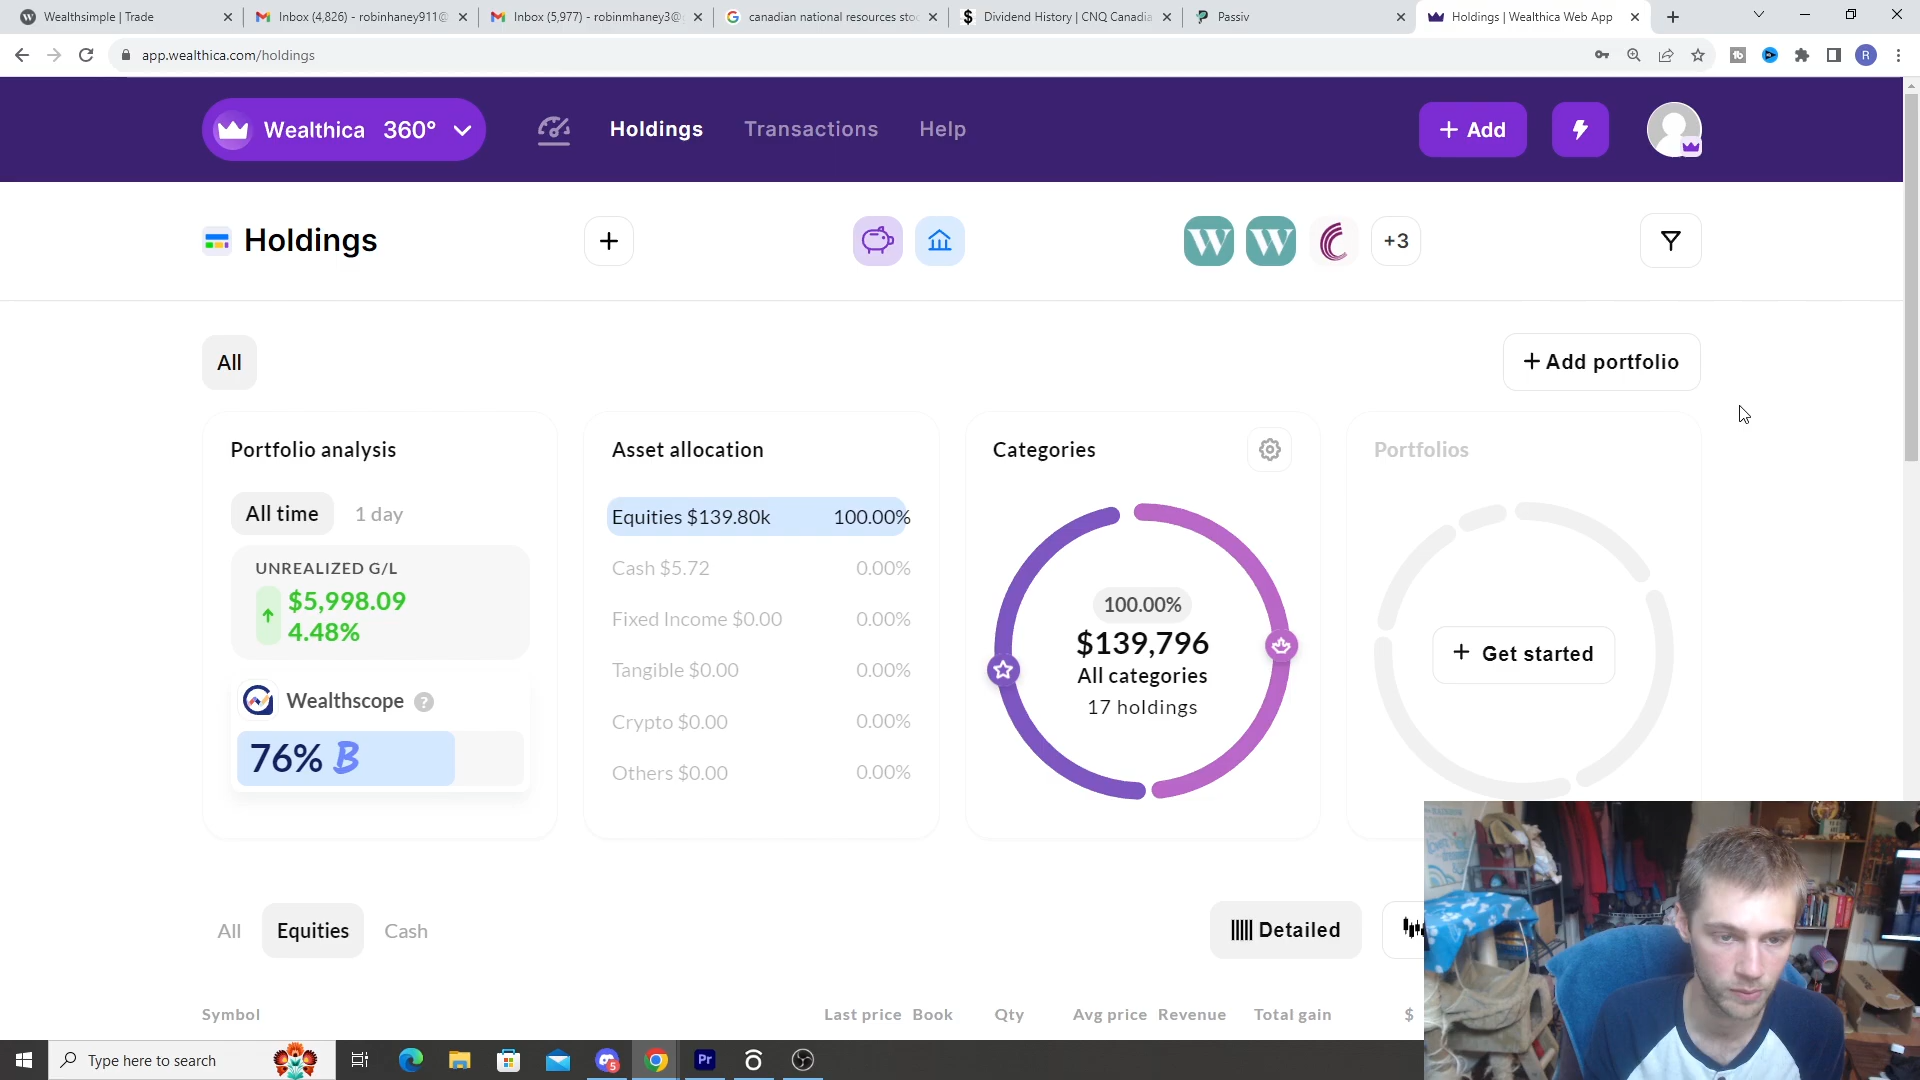 Wealthsimple | Trade
Inbox (4,826) - robinhaney911@
Inbox (5,977) - robinmhaney3@
canadian national resources sto
Dividend History | CNQ Canadia
Passiv
Holdings | Wealthica Web App
app.wealthica.com/holdings
R
Wealthica 360°
Holdings
Transactions
Help
+ Add
Holdings
+
W
W
+3
All
+ Add portfolio
Portfolio analysis
All time
1 day
UNREALIZED G/L
$5,998.09
4.48%
Wealthscope ?
76% B
Asset allocation
Equities $139.80k 100.00%
Cash $5.72 0.00%
Fixed Income $0.00 0.00%
Tangible $0.00 0.00%
Crypto $0.00 0.00%
Others $0.00 0.00%
Categories
100.00%
$139,796
All categories
17 holdings
Portfolios
+ Get started
All
Equities
Cash
Detailed
Symbol Last price Book Qty Avg price Revenue Total gain $
Type here to search
5
Pr